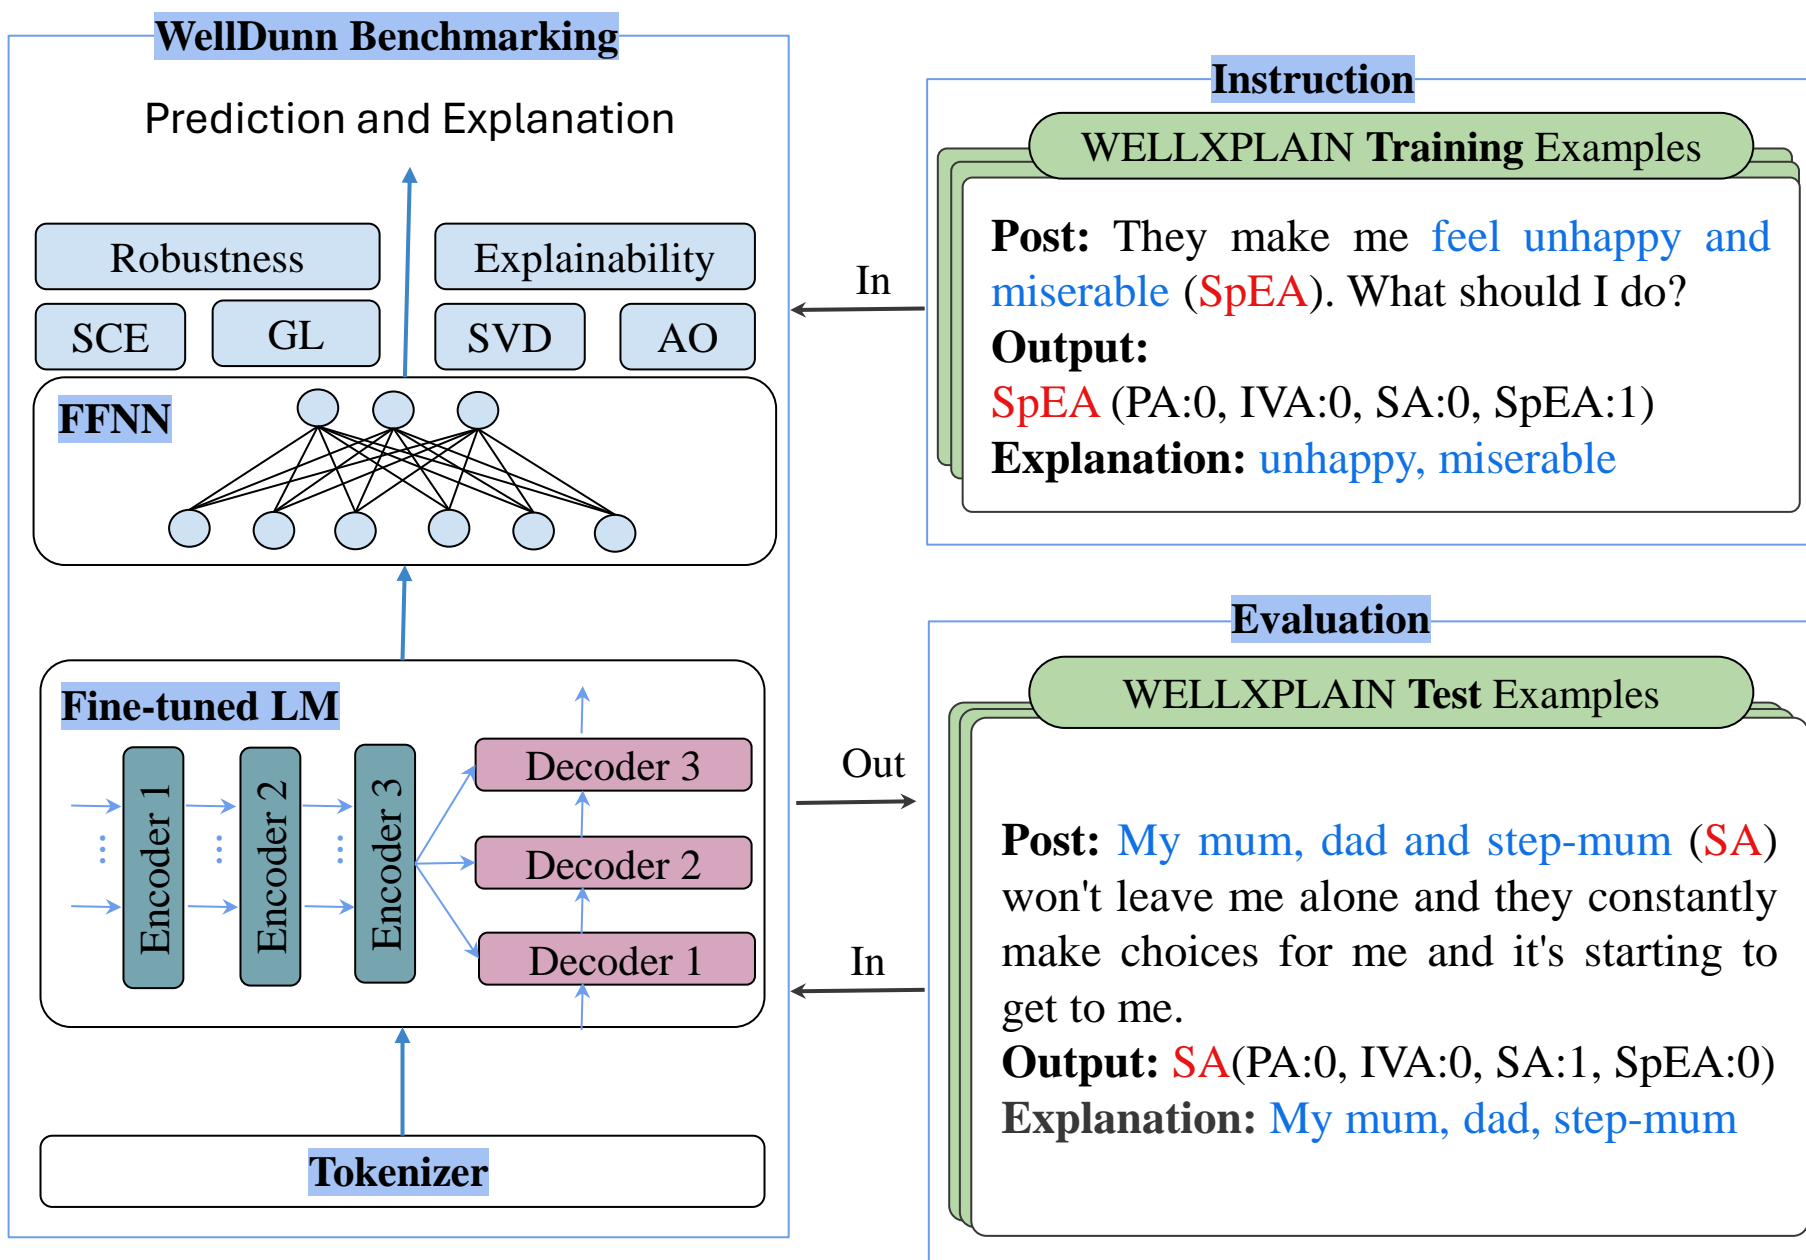 WellDunn Benchmarking
Prediction and Explanation
Robustness
Explainability
SCE
GL
SVD
AO
FFNN
Fine-tuned LM
Encoder 1
Encoder 2
Encoder 3
Decoder 3
Decoder 2
Decoder 1
Tokenizer
In
Out
In
Instruction
WELLXPLAIN Training Examples
Post: They make me feel unhappy and
miserable (SpEA). What should I do?
Output:
SpEA (PA:0, IVA:0, SA:0, SpEA:1)
Explanation: unhappy, miserable
Evaluation
WELLXPLAIN Test Examples
Post: My mum, dad and step-mum (SA)
won't leave me alone and they constantly
make choices for me and it's starting to
get to me.
Output: SA(PA:0, IVA:0, SA:1, SpEA:0)
Explanation: My mum, dad, step-mum